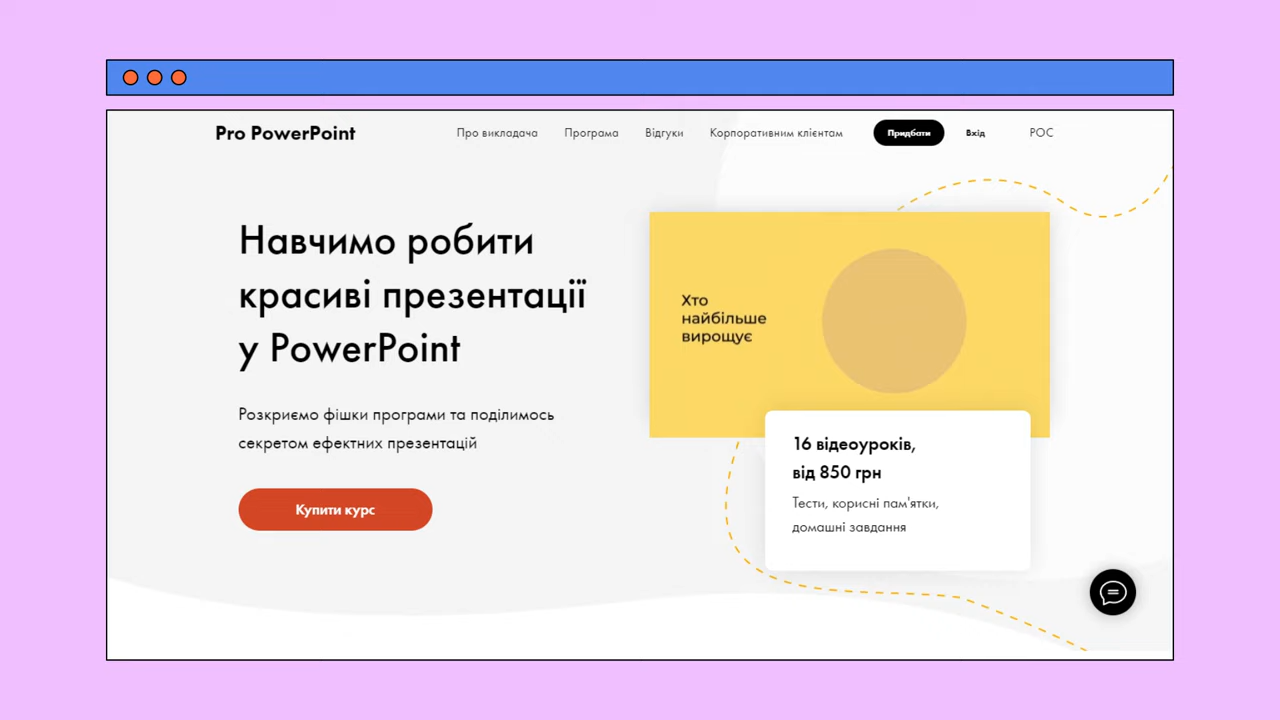 Pro PowerPoint
Про викладача
Програма
Відгуки
Корпоративним клієнтам
Придбати
Вхід
РОС
Навчимо робити
красиві презентації
у PowerPoint
Розкриємо фішки програми та поділимось
секретом ефектних презентацій
Купити курс
Хто
найбільше
вирощує
16 відеоуроків,
від 850 грн
Тести, корисні пам'ятки,
домашні завдання